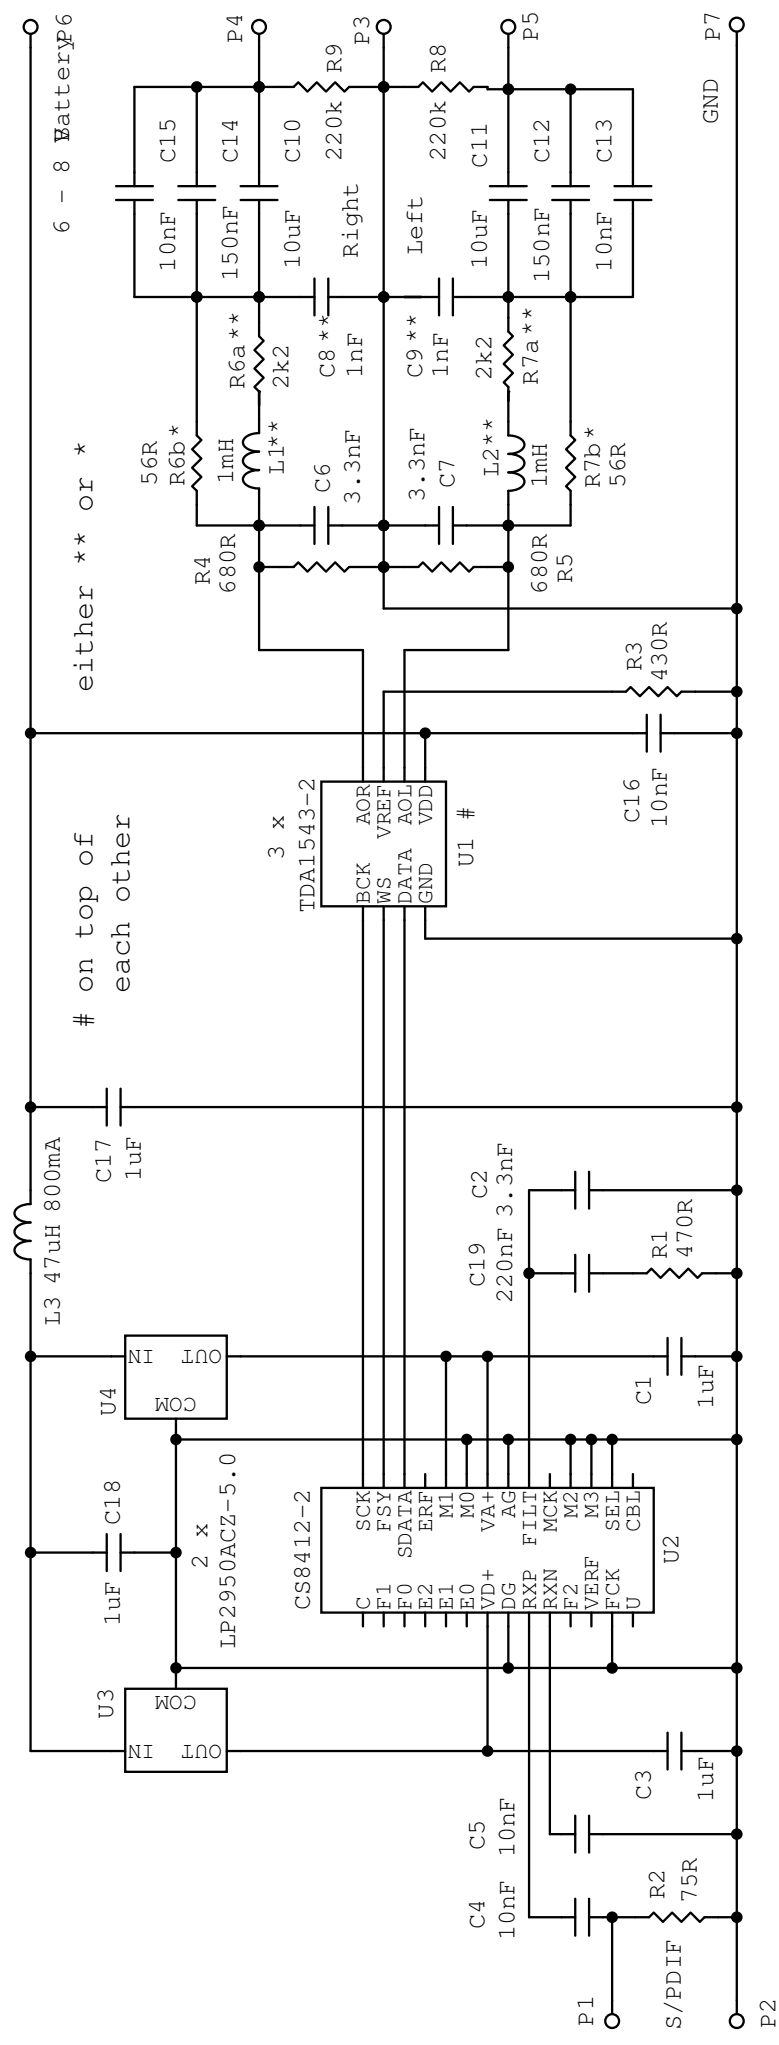 P6
6 - 8 V
Battery
P4
P3
P5
P7
GND
R9
220k
R8
220k
C15
10nF
C14
150nF
C10
10uF
Right
Left
C11
10uF
C12
150nF
C13
10nF
R6a**
2k2
C8**
1nF
C9**
1nF
2k2
R7a**
56R
R6b*
1mH
L1**
C6
3.3nF
3.3nF
C7
L2**
1mH
R7b*
56R
either ** or *
R4
680R
680R
R5
R3
430R
C16
10nF
3 x
TDA1543-2
BCK
AOR
WS
VREF
DATA
AOL
GND
VDD
U1 #
# on top of
each other
C17
1uF
L3 47uH 800mA
C19
220nF
C2
3.3nF
R1
470R
C1
1uF
U4
IN
OUT
COM
C18
1uF
2 x
LP2950ACZ-5.0
U3
IN
OUT
COM
CS8412-2
C
SCK
F1
FSY
F0
SDATA
E2
ERF
E1
M1
E0
M0
VD+
VA+
DG
AG
RXP
FILT
RXN
MCK
F2
M2
VERF
M3
FCK
SEL
U
CBL
U2
C3
1uF
C5
10nF
C4
10nF
R2
75R
P1
S/PDIF
P2